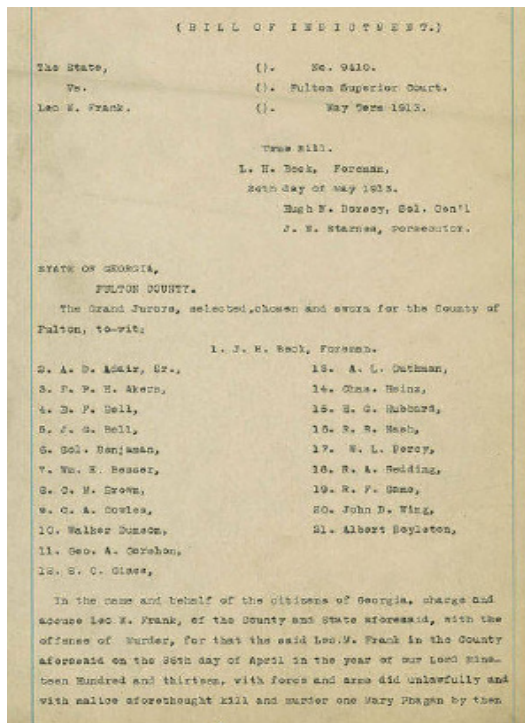 ( B I L L   O F   I N D I C T M E N T . )
The State, (). No. 9410.
Vs. (). Fulton Superior Court.
Leo M. Frank. (). May Term 1913.
True Bill.
L. H. Beck, Foreman,
24th day of May 1913.
Hugh M. Dorsey, Sol. Gen'l
J. N. Starnes, Prosecutor.
STATE OF GEORGIA,
FULTON COUNTY.
The Grand Jurors, selected,chosen and sworn for the County of
Fulton, to-wit:
1. J. H. Beck, Foreman.
2. A. D. Adair, Sr., 13. A. L.
3. F. P. H. Akers, 14. Chas. Heinz,
4. B. F. Bell, 15. H. G. Hubbard,
5. J. G. Bell, 16. R. R. Nash,
6. Sol. Benjaman, 17. W. L. Percy,
7. Wm. E. Besser, 18. R. A. Redding,
8. C. M. Brown, 19. R. F. Sams,
9. C. A. Cowles, 20. John D. Wing,
10. Walker Dunson, 21. Albert Boylston,
11. Geo. A.
12. S. C. Glass,
In the name and behalf of the citizens of Georgia, charge and
accuse Leo M. Frank, of the County and State aforesaid, with the
offense of Murder, for that the said Leo.M. Frank in the County
aforesaid on the 26th day of April in the year of our Lord Nine-
teen Hundred and thirteen, with force and arms did unlawfully and
with malice aforethought kill and murder one Mary Phagan by then